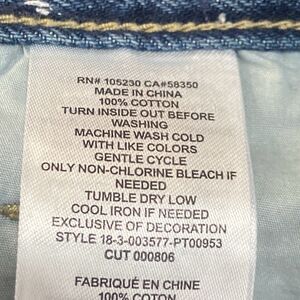 RN# 105230 CA#58350
MADE IN CHINA
100% COTTON
TURN INSIDE OUT BEFORE
WASHING
MACHINE WASH COLD
WITH LIKE COLORS
GENTLE CYCLE
ONLY NON-CHLORINE BLEACH IF
NEEDED
TUMBLE DRY LOW
COOL IRON IF NEEDED
EXCLUSIVE OF DECORATION
STYLE 18-3-003577-PT00953
CUT 000806
FABRIQUÉ EN CHINE
100% COTON